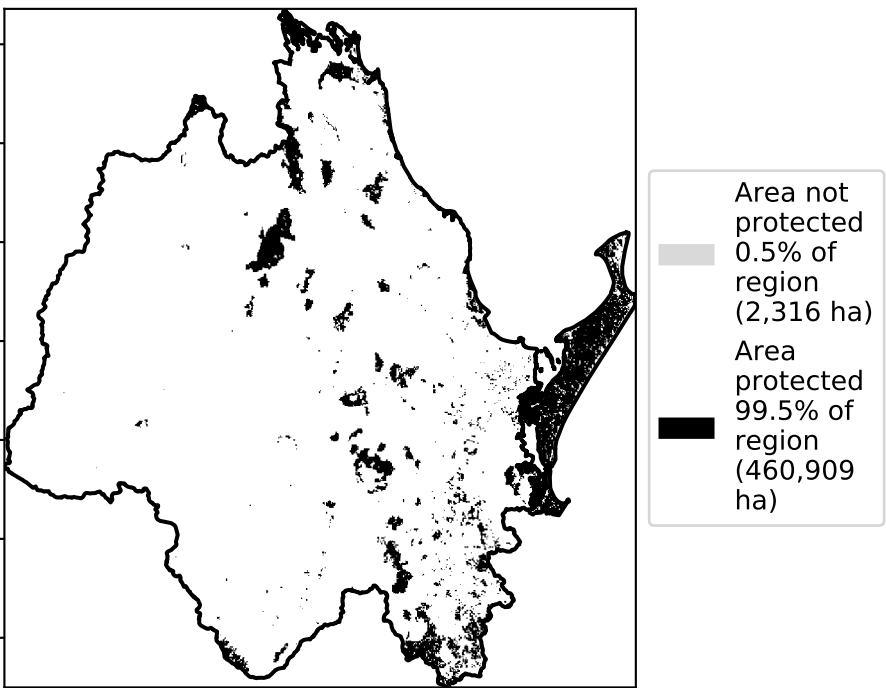 Area not
protected
0.5% of
region
(2,316 ha)
Area
protected
99.5% of
region
(460,909
ha)